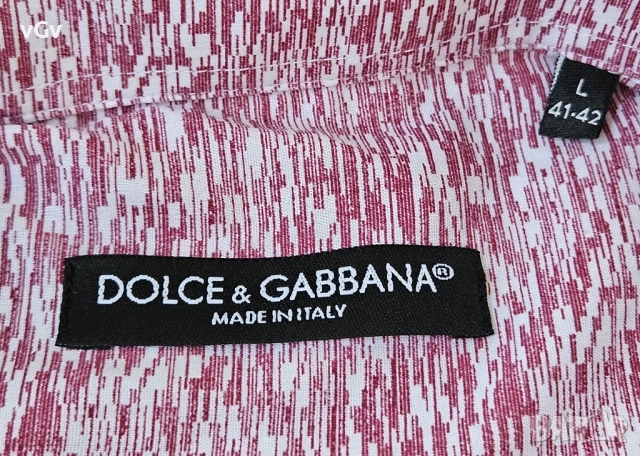 vGv
L
41-42
DOLCE & GABBANA®
MADE IN ITALY